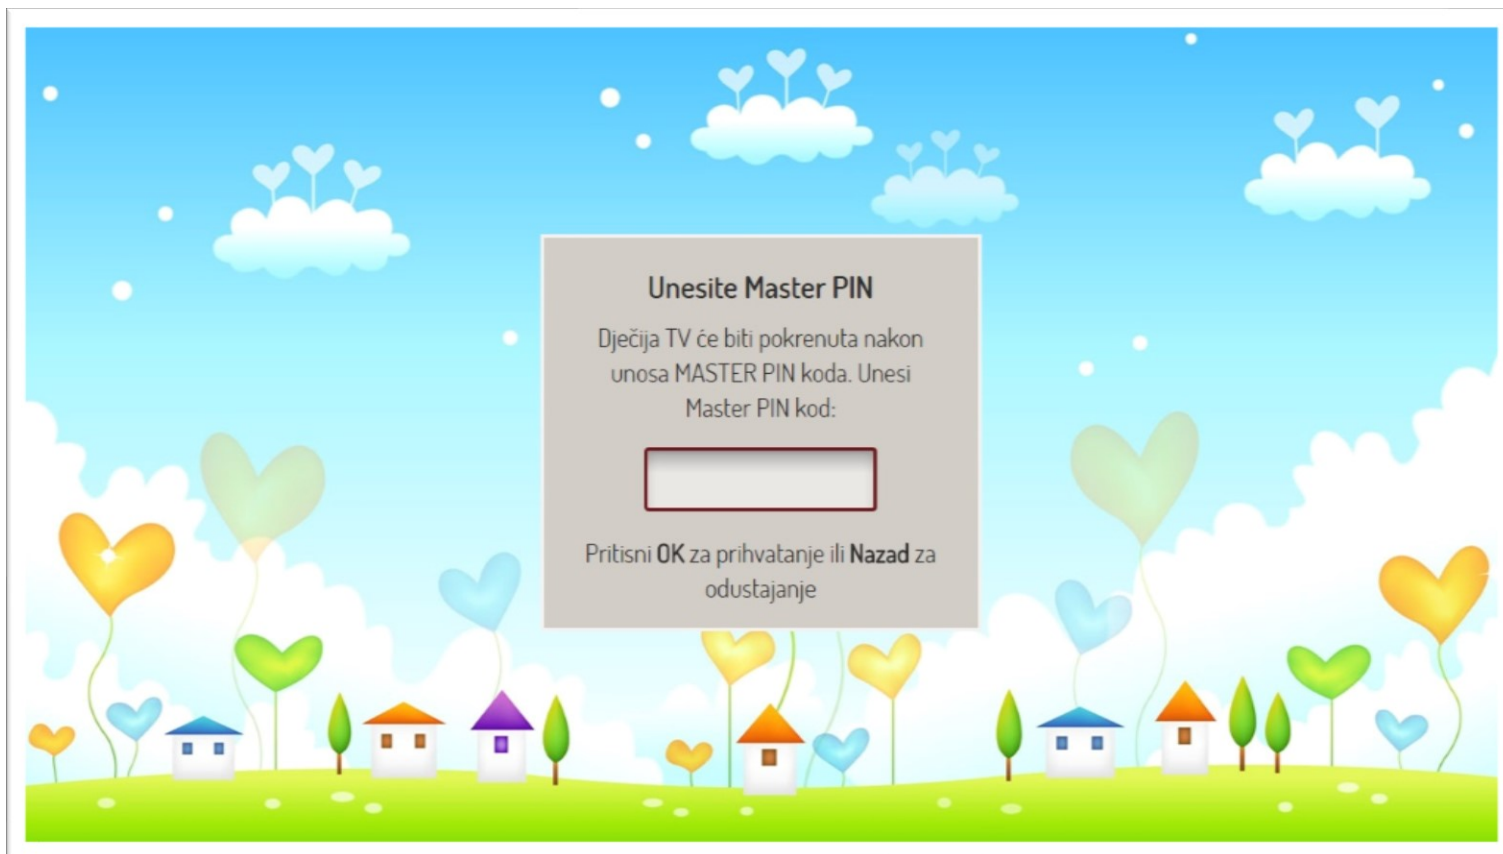 Unesite Master PIN
Dječija TV će biti pokrenuta nakon
unosa MASTER PIN koda. Unesi
Master PIN kod:
Pritisni OK za prihvatanje ili Nazad za
odustajanje